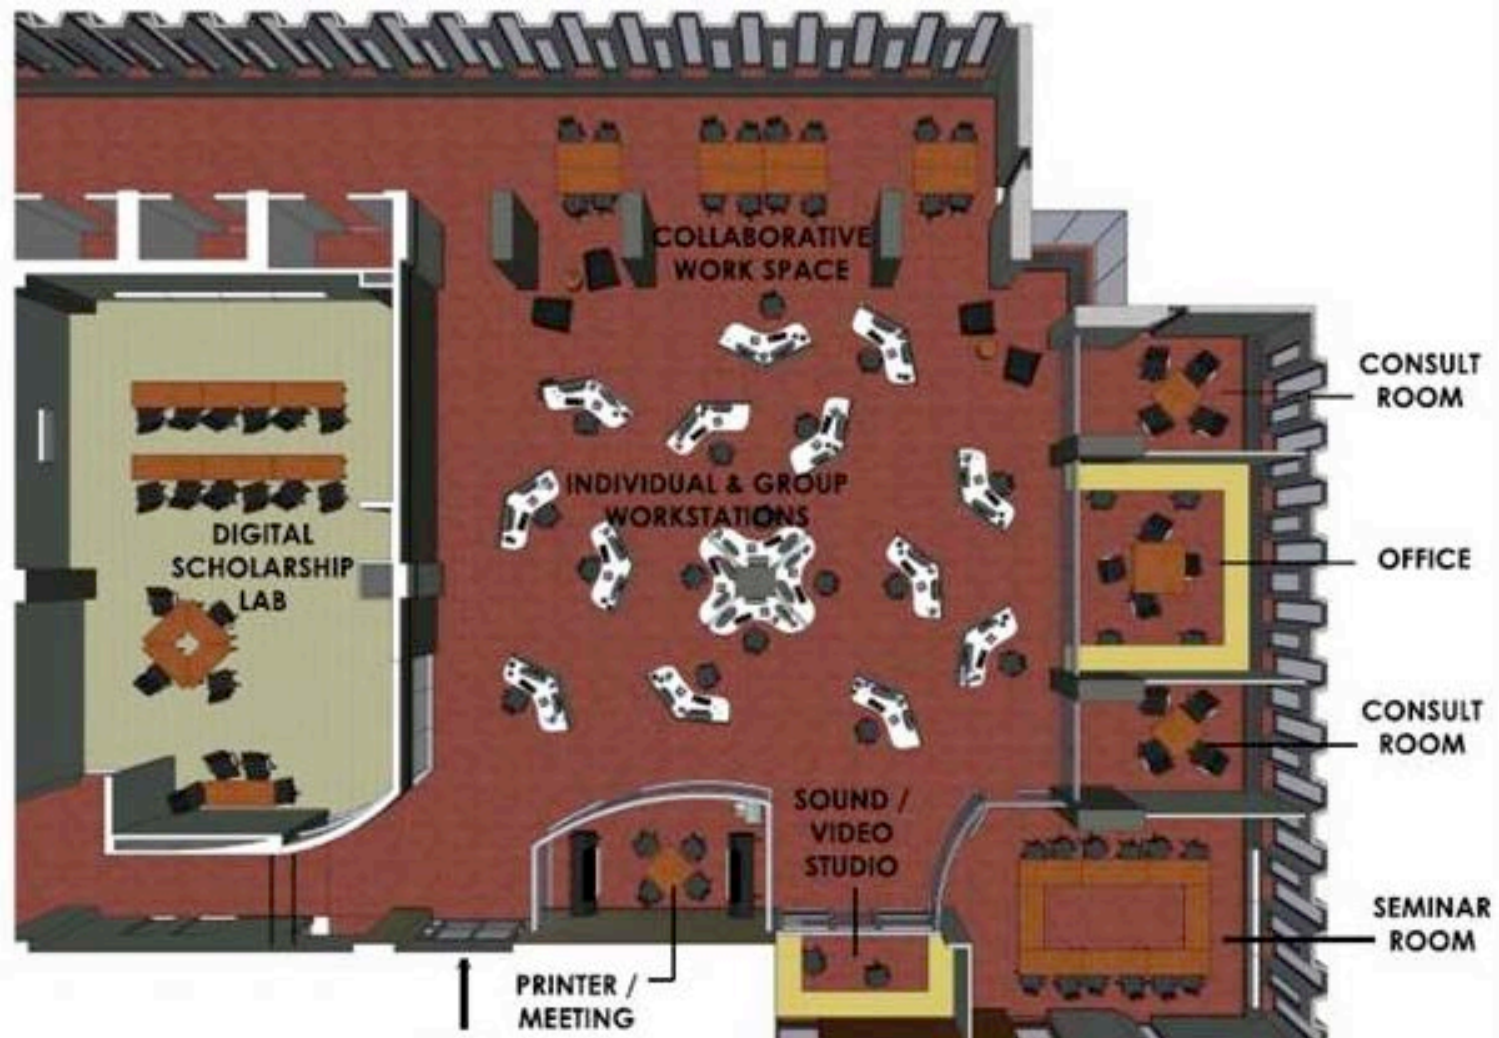 COLLABORATIVE
WORK SPACE
CONSULT
ROOM
INDIVIDUAL & GROUP
WORKSTATIONS
DIGITAL
SCHOLARSHIP
LAB
OFFICE
CONSULT
ROOM
SOUND /
VIDEO
STUDIO
SEMINAR
ROOM
PRINTER /
MEETING